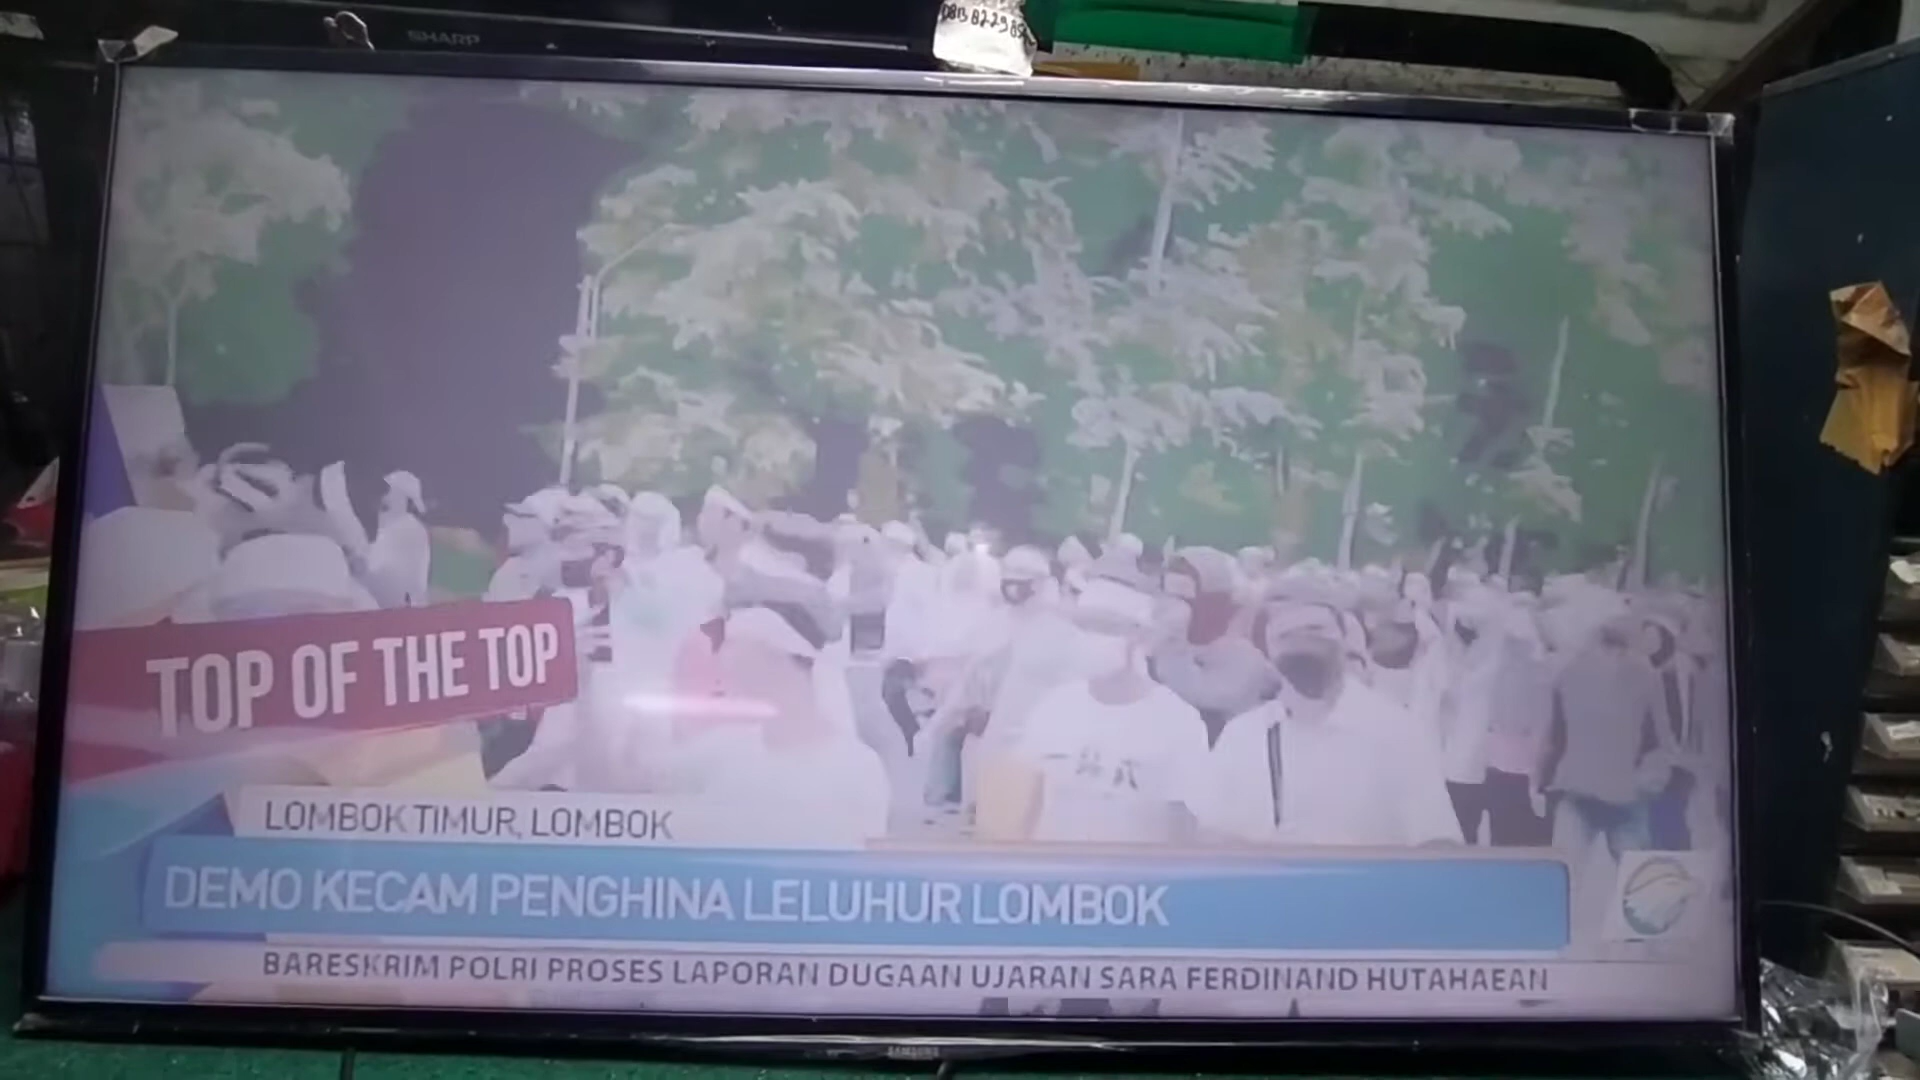 SHARP
TOP OF THE TOP
LOMBOK TIMUR, LOMBOK
DEMO KECAM PENGHINA LELUHUR LOMBOK
BARESKRIM POLRI PROSES LAPORAN DUGAAN UJARAN SARA FERDINAND HUTAHAEAN
SAMSUNG